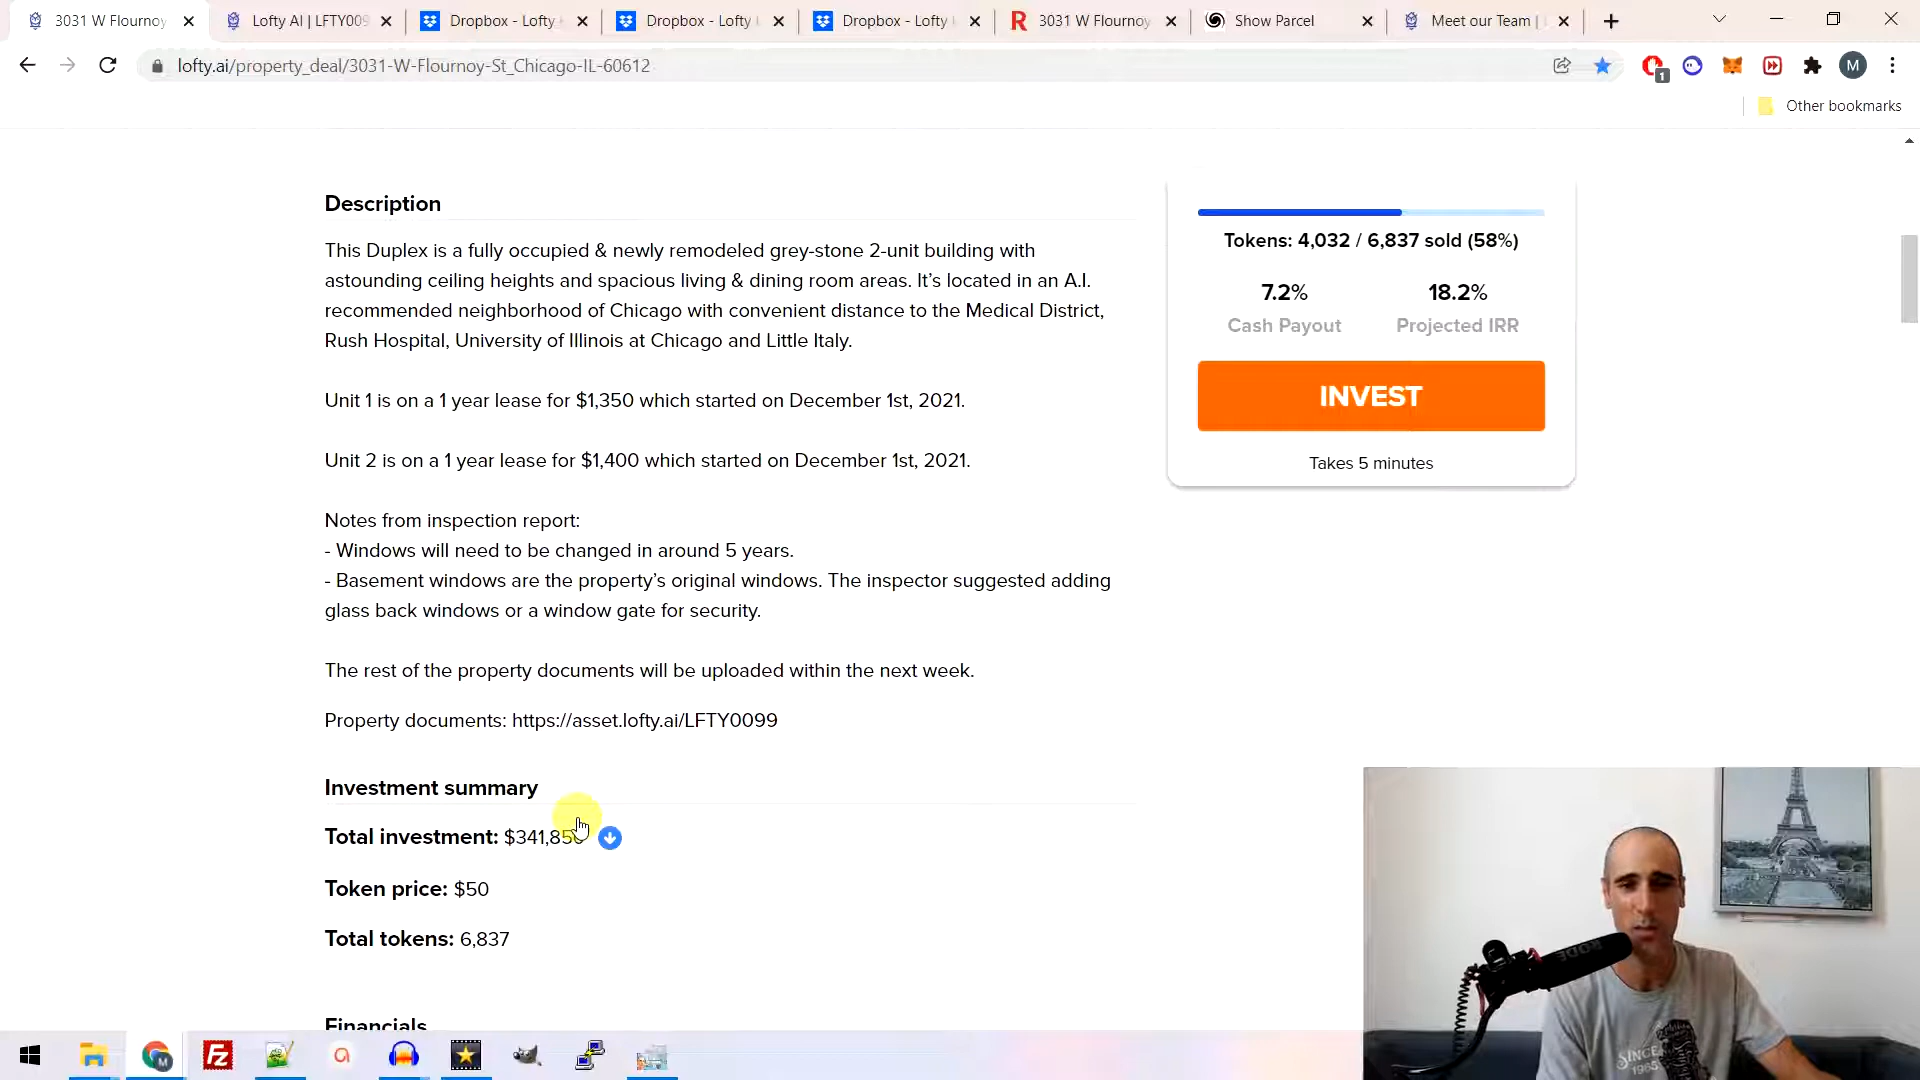 3031 W Flournoy
Lofty AI | LFTY009
Dropbox - Lofty
Dropbox - Lofty
Dropbox - Lofty
3031 W Flournoy
Show Parcel
Meet our Team |
lofty.ai/property_deal/3031-W-Flournoy-St_Chicago-IL-60612
1
M
Other bookmarks
Description
This Duplex is a fully occupied & newly remodeled grey-stone 2-unit building with
astounding ceiling heights and spacious living & dining room areas. It’s located in an A.I.
recommended neighborhood of Chicago with convenient distance to the Medical District,
Rush Hospital, University of Illinois at Chicago and Little Italy.
Unit 1 is on a 1 year lease for $1,350 which started on December 1st, 2021.
Unit 2 is on a 1 year lease for $1,400 which started on December 1st, 2021.
Notes from inspection report:
- Windows will need to be changed in around 5 years.
- Basement windows are the property’s original windows. The inspector suggested adding
glass back windows or a window gate for security.
The rest of the property documents will be uploaded within the next week.
Property documents: https://asset.lofty.ai/LFTY0099
Investment summary
Total investment: $341,850
Token price: $50
Total tokens: 6,837
Financials
Tokens: 4,032 / 6,837 sold (58%)
7.2%
18.2%
Cash Payout
Projected IRR
INVEST
Takes 5 minutes
RODE
SINCE
1965